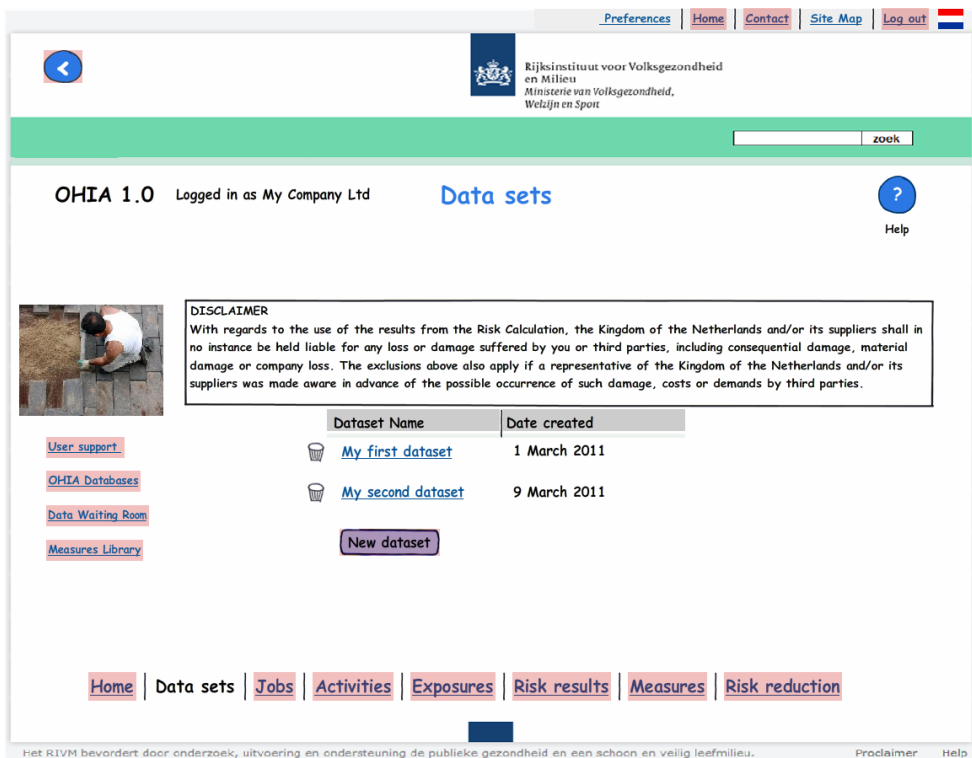 Preferences Home Contact Site Map Log out
Rijksinstituut voor Volksgezondheid
en Milieu
Ministerie van Volksgezondheid,
Welzijn en Sport
zoek
OHIA 1.0 Logged in as My Company Ltd Data sets
?
Help
DISCLAIMER
With regards to the use of the results from the Risk Calculation, the Kingdom of the Netherlands and/or its suppliers shall in
no instance be held liable for any loss or damage suffered by you or third parties, including consequential damage, material
damage or company loss. The exclusions above also apply if a representative of the Kingdom of the Netherlands and/or its
suppliers was made aware in advance of the possible occurrence of such damage, costs or demands by third parties.
Dataset Name Date created
My first dataset 1 March 2011
My second dataset 9 March 2011
New dataset
User support
OHIA Databases
Data Waiting Room
Measures Library
Home Data sets Jobs Activities Exposures Risk results Measures Risk reduction
Het RIVM bevordert door onderzoek, uitvoering en ondersteuning de publieke gezondheid en een schoon en veilig leefmilieu. Proclaimer Help